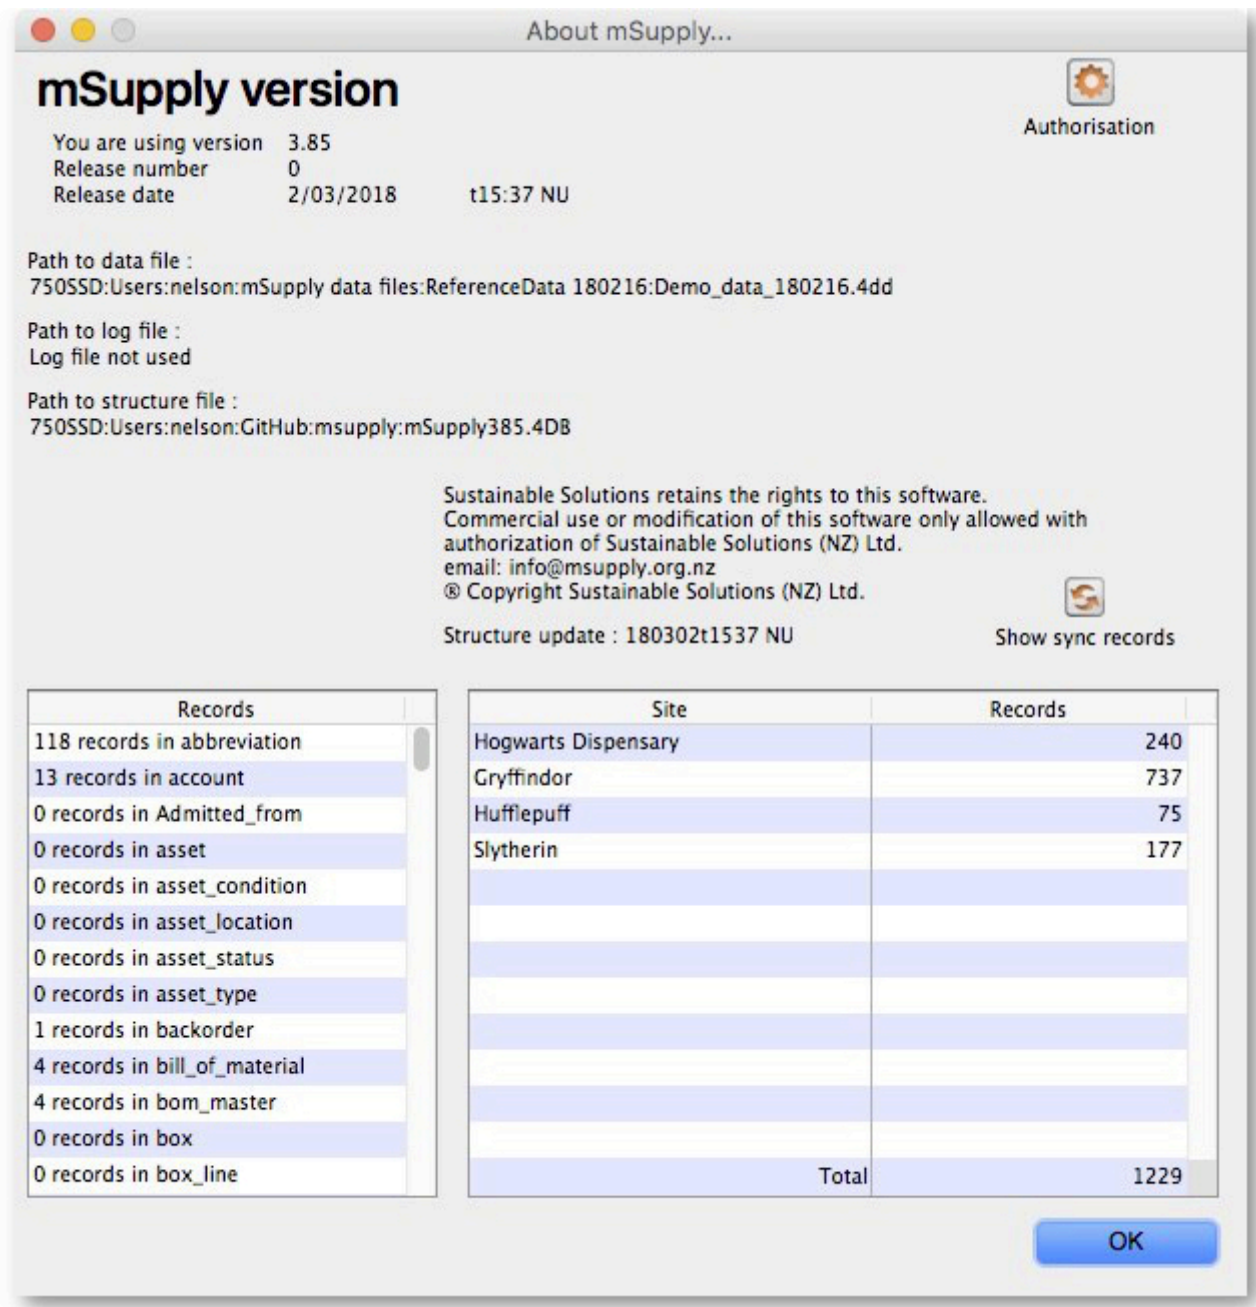 About mSupply...
mSupply version
Authorisation
You are using version 3.85
Release number 0
Release date 2/03/2018 t15:37 NU
Path to data file :
750SSD:Users:nelson:mSupply data files:ReferenceData 180216:Demo_data_180216.4dd
Path to log file :
Log file not used
Path to structure file :
750SSD:Users:nelson:GitHub:msupply:mSupply385.4DB
Sustainable Solutions retains the rights to this software.
Commercial use or modification of this software only allowed with
authorization of Sustainable Solutions (NZ) Ltd.
email: info@msupply.org.nz
® Copyright Sustainable Solutions (NZ) Ltd.
Structure update : 180302t1537 NU
Show sync records
Records
118 records in abbreviation
13 records in account
0 records in Admitted_from
0 records in asset
0 records in asset_condition
0 records in asset_location
0 records in asset_status
0 records in asset_type
1 records in backorder
4 records in bill_of_material
4 records in bom_master
0 records in box
0 records in box_line
Site Records
Hogwarts Dispensary 240
Gryffindor 737
Hufflepuff 75
Slytherin 177
Total 1229
OK